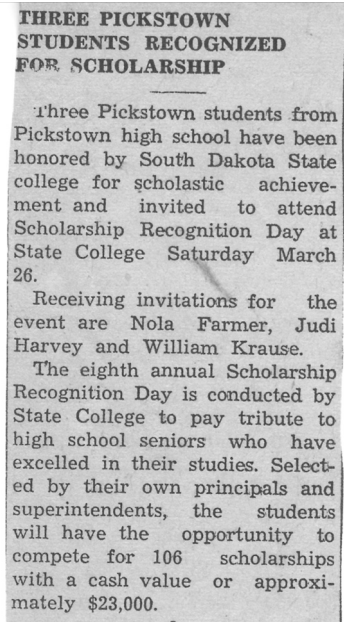 THREE PICKSTOWN
STUDENTS RECOGNIZED
FOR SCHOLARSHIP
Three Pickstown students from
Pickstown high school have been
honored by South Dakota State
college for scholastic achieve-
ment and invited to attend
Scholarship Recognition Day at
State College Saturday March
26.
Receiving invitations for the
event are Nola Farmer, Judi
Harvey and William Krause.
The eighth annual Scholarship
Recognition Day is conducted by
State College to pay tribute to
high school seniors who have
excelled in their studies. Select-
ed by their own principals and
superintendents, the students
will have the opportunity to
compete for 106 scholarships
with a cash value or approxi-
mately $23,000.